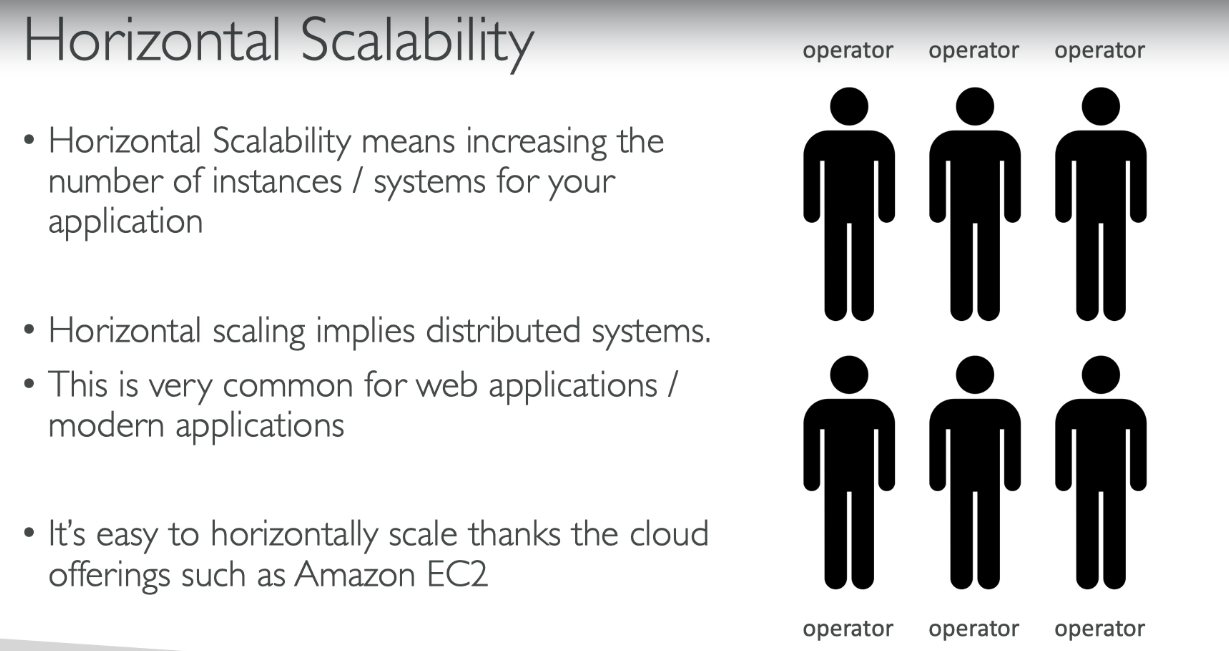 Horizontal Scalability
• Horizontal Scalability means increasing the
number of instances / systems for your
application
• Horizontal scaling implies distributed systems.
• This is very common for web applications /
modern applications
• It's easy to horizontally scale thanks the cloud
offerings such as Amazon EC2
operator operator operator
operator operator operator